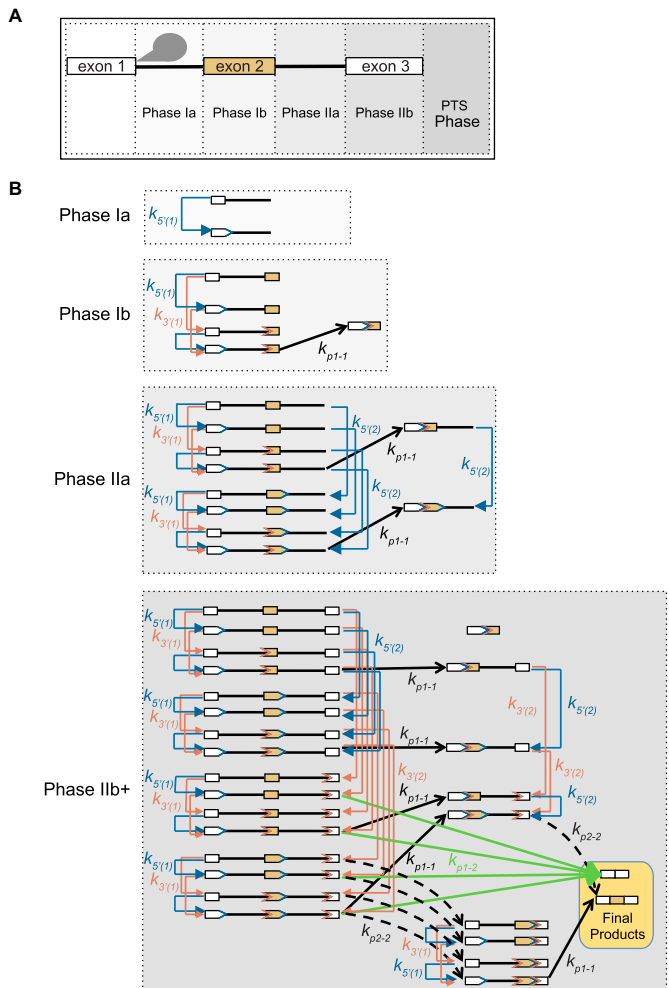 A
exon 1
exon 2
exon 3
Phase Ia
Phase Ib
Phase IIa
Phase IIb
PTS
Phase
B
Phase Ia
k5'(1)
Phase Ib
k5'(1)
k3'(1)
kp1-1
Phase IIa
k5'(1)
k3'(1)
k5'(2)
kp1-1
k5'(2)
k5'(1)
k3'(1)
k5'(2)
kp1-1
Phase IIb+
k5'(1)
k3'(1)
k5'(2)
kp1-1
k3'(2)
k5'(2)
k5'(1)
k3'(1)
kp1-1
k3'(2)
k3'(2)
k5'(1)
k3'(1)
kp1-1
k5'(2)
kp2-2
k5'(1)
k3'(1)
kp1-1
kp1-2
kp2-2
Final
Products
k3'(1)
k5'(1)
kp1-1